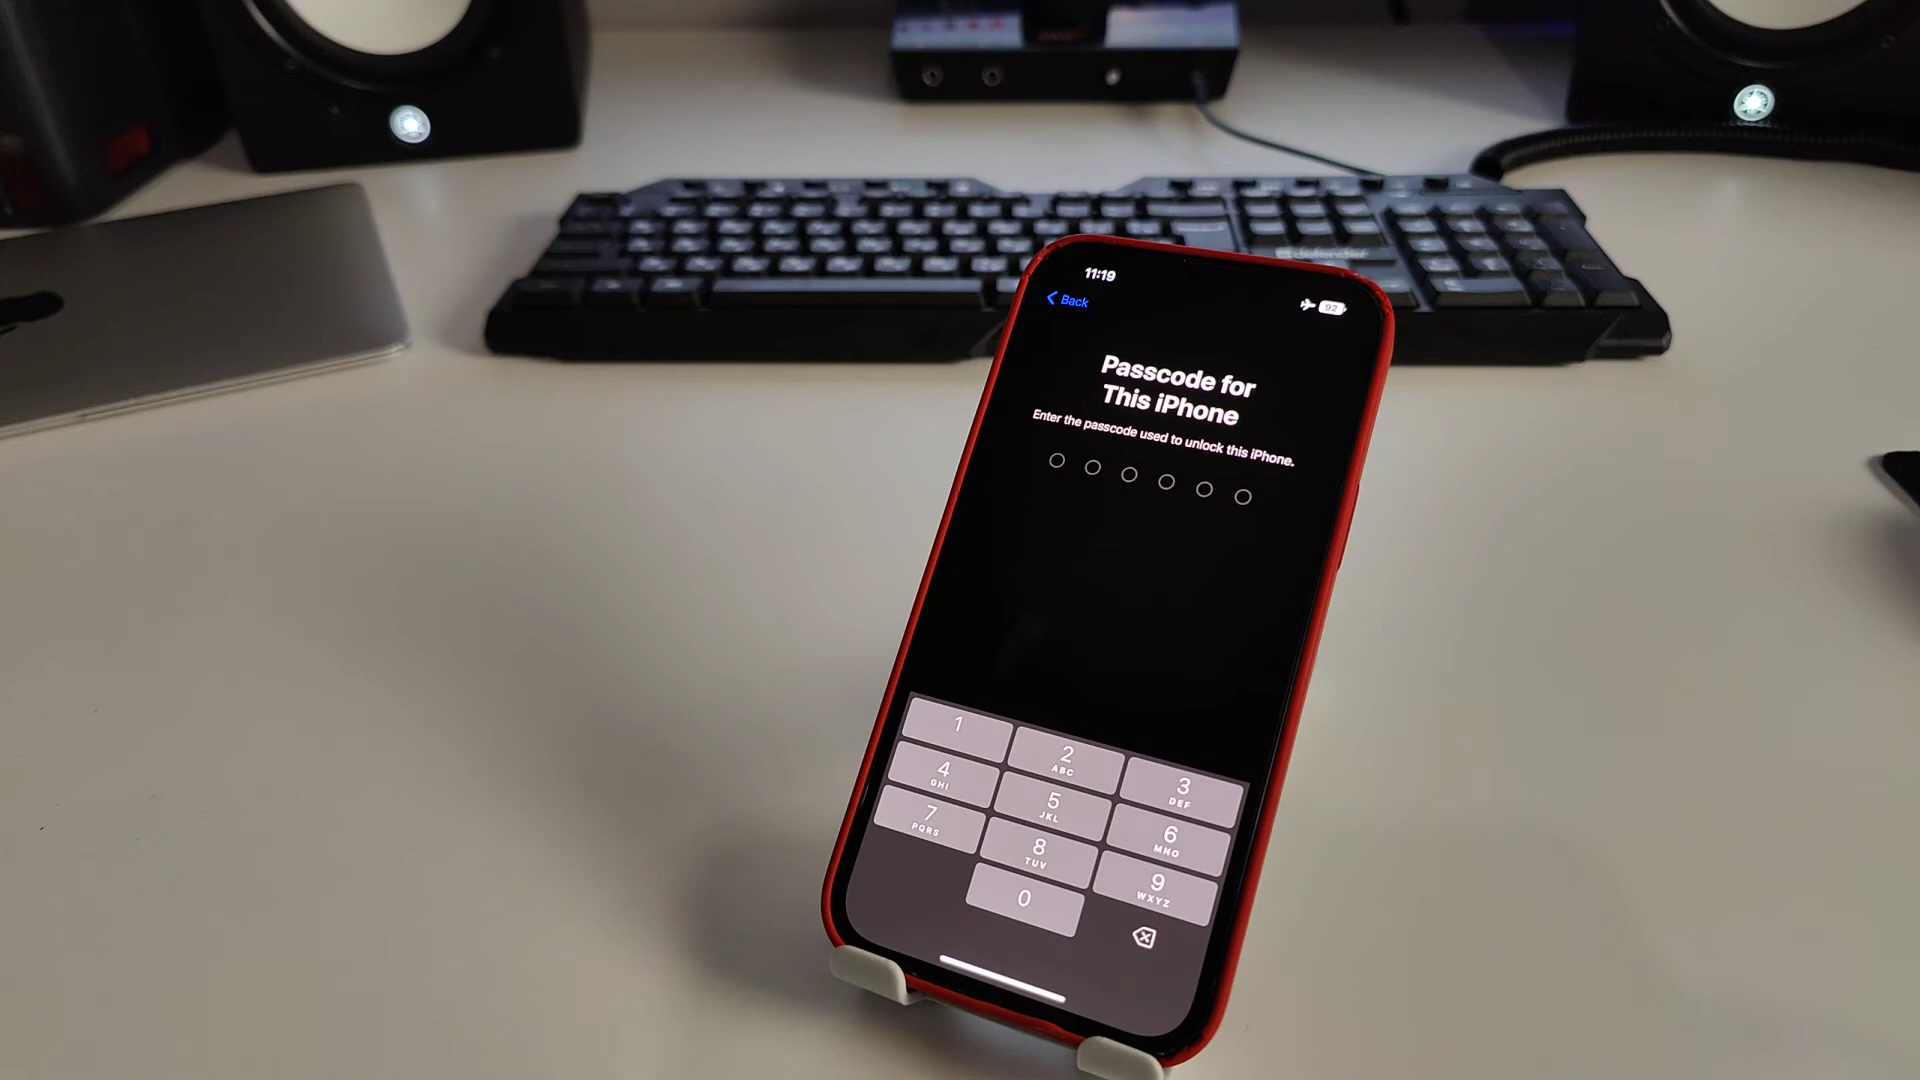 11:19
92
Back
Passcode for
This iPhone
Enter the passcode used to unlock this iPhone.
1
2
ABC
3
DEF
4
GHI
5
JKL
6
MNO
7
PQRS
8
TUV
9
WXYZ
0
defender